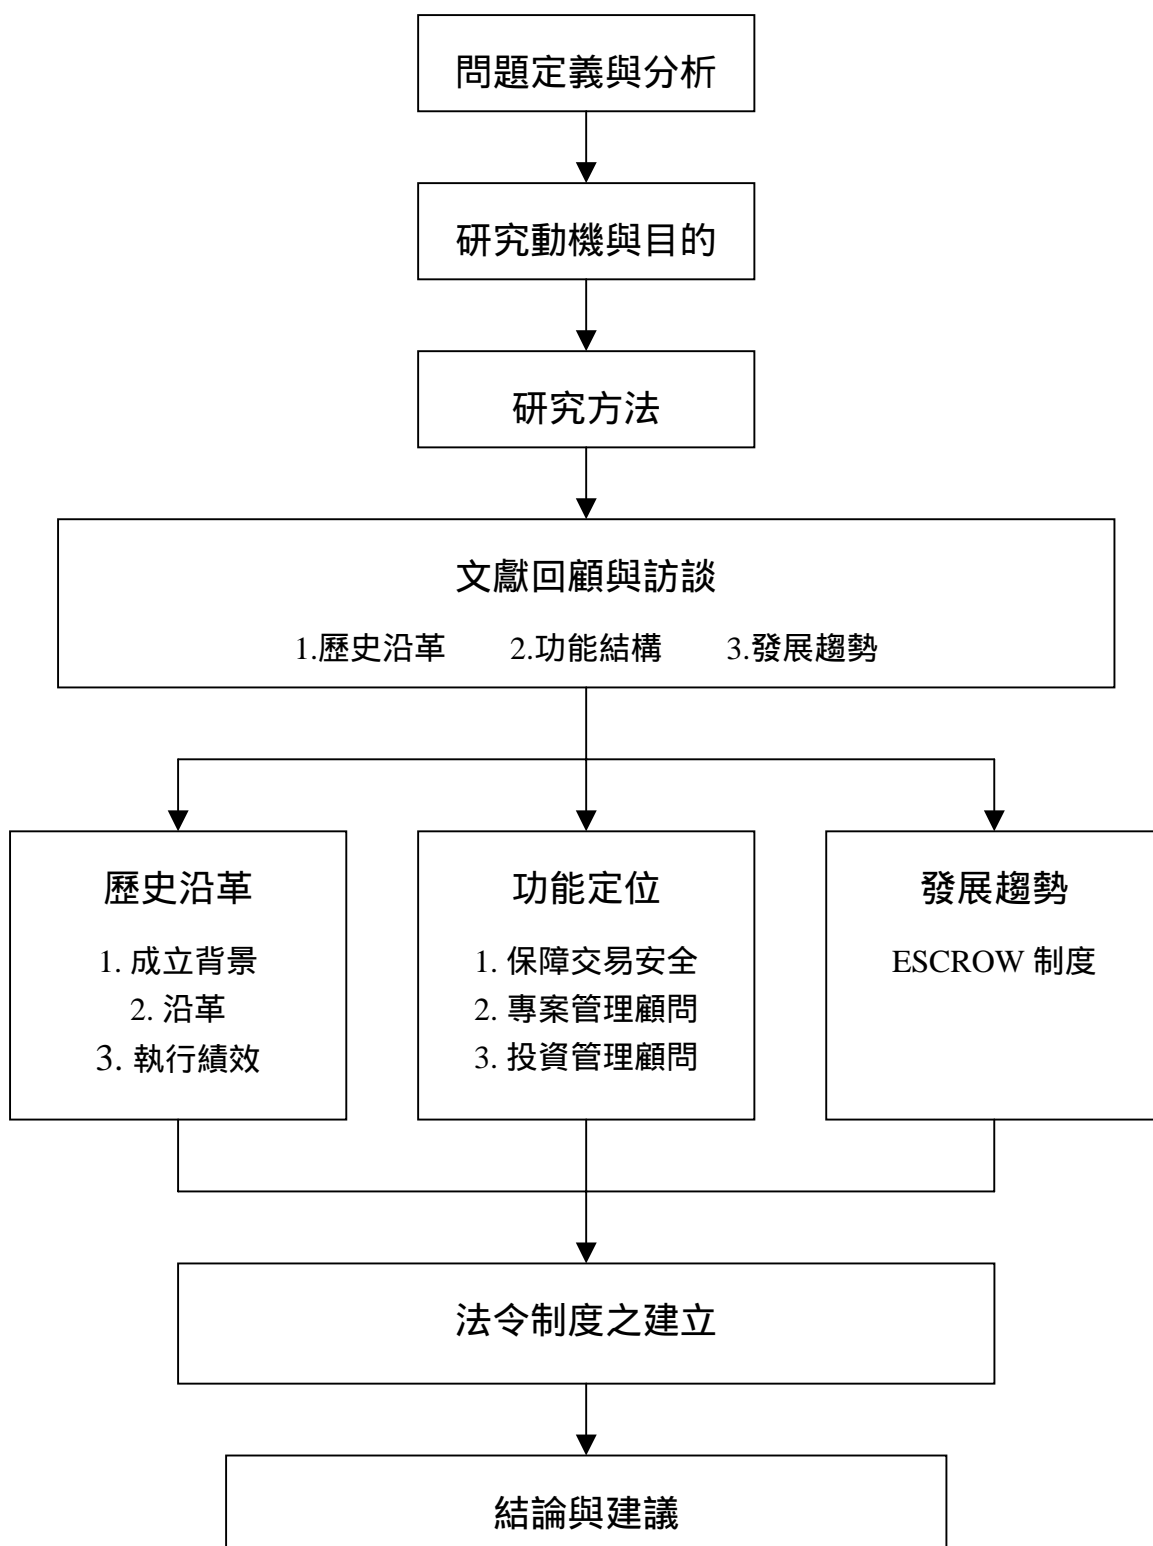 問題定義與分析
研究動機與目的
研究方法
文獻回顧與訪談
1.歷史沿革 2.功能結構 3.發展趨勢
歷史沿革
1. 成立背景
2. 沿革
3. 執行績效
功能定位
1. 保障交易安全
2. 專案管理顧問
3. 投資管理顧問
發展趨勢
ESCROW 制度
法令制度之建立
結論與建議